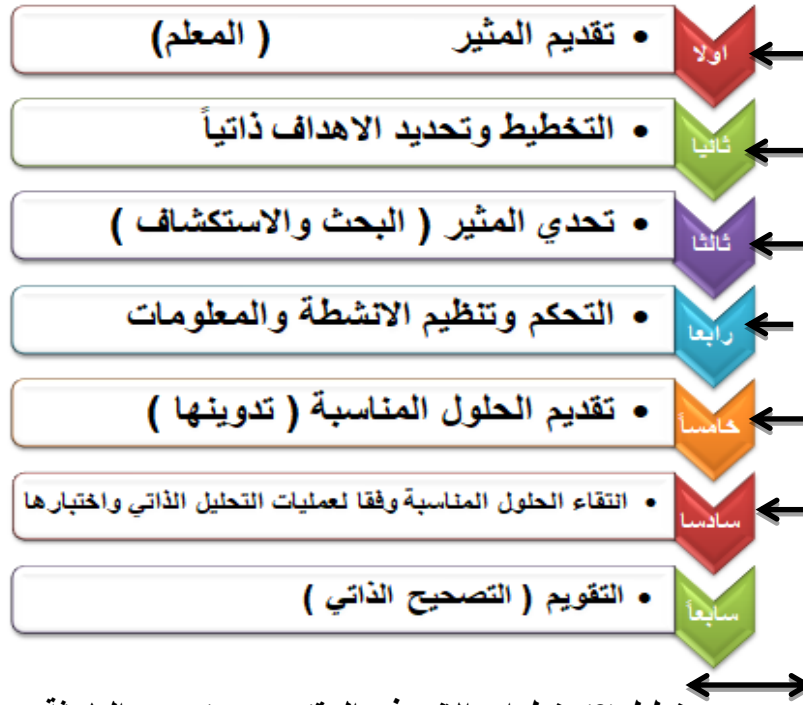 اولا • تقديم المثير ( المعلم)
ثانيا • التخطيط وتحديد الاهداف ذاتياً
ثالثا • تحدي المثير ( البحث والاستكشاف )
رابعا • التحكم وتنظيم الانشطة والمعلومات
خامساً • تقديم الحلول المناسبة ( تدوينها )
سادسا • انتقاء الحلول المناسبة وفقا لعمليات التحليل الذاتي واختبارها
سابعاً • التقويم ( التصحيح الذاتي )